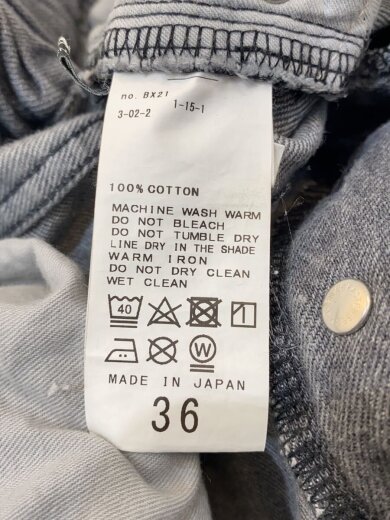 no. BX21
1-15-1
3-02-2
100% COTTON
MACHINE WASH WARM
DO NOT BLEACH
DO NOT TUMBLE DRY
LINE DRY IN THE SHADE
WARM IRON
DO NOT DRY CLEAN
WET CLEAN
40
W
MADE IN JAPAN
36